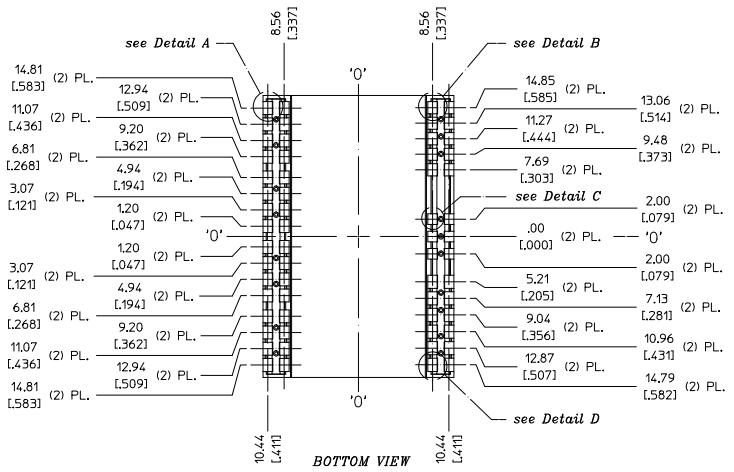 8.56
[.337]
8.56
[.337]
see Detail A
see Detail B
'0'
14.81
[.583] (2) PL.
12.94
[.509] (2) PL.
11.07
[.436] (2) PL.
9.20
[.362] (2) PL.
6.81
[.268] (2) PL.
4.94
[.194] (2) PL.
3.07
[.121] (2) PL.
1.20
[.047] (2) PL.
'0'
1.20
[.047] (2) PL.
3.07
[.121] (2) PL.
4.94
[.194] (2) PL.
6.81
[.268] (2) PL.
9.20
[.362] (2) PL.
11.07
[.436] (2) PL.
12.94
[.509] (2) PL.
14.81
[.583] (2) PL.
14.85
[.585] (2) PL.
13.06
[.514] (2) PL.
11.27
[.444] (2) PL.
9.48
[.373] (2) PL.
7.69
[.303] (2) PL.
see Detail C
2.00
[.079] (2) PL.
.00
[.000] (2) PL.
'0'
2.00
[.079] (2) PL.
5.21
[.205] (2) PL.
7.13
[.281] (2) PL.
9.04
[.356] (2) PL.
10.96
[.431] (2) PL.
12.87
[.507] (2) PL.
14.79
[.582] (2) PL.
'0'
see Detail D
10.44
[.411]
10.44
[.411]
BOTTOM VIEW